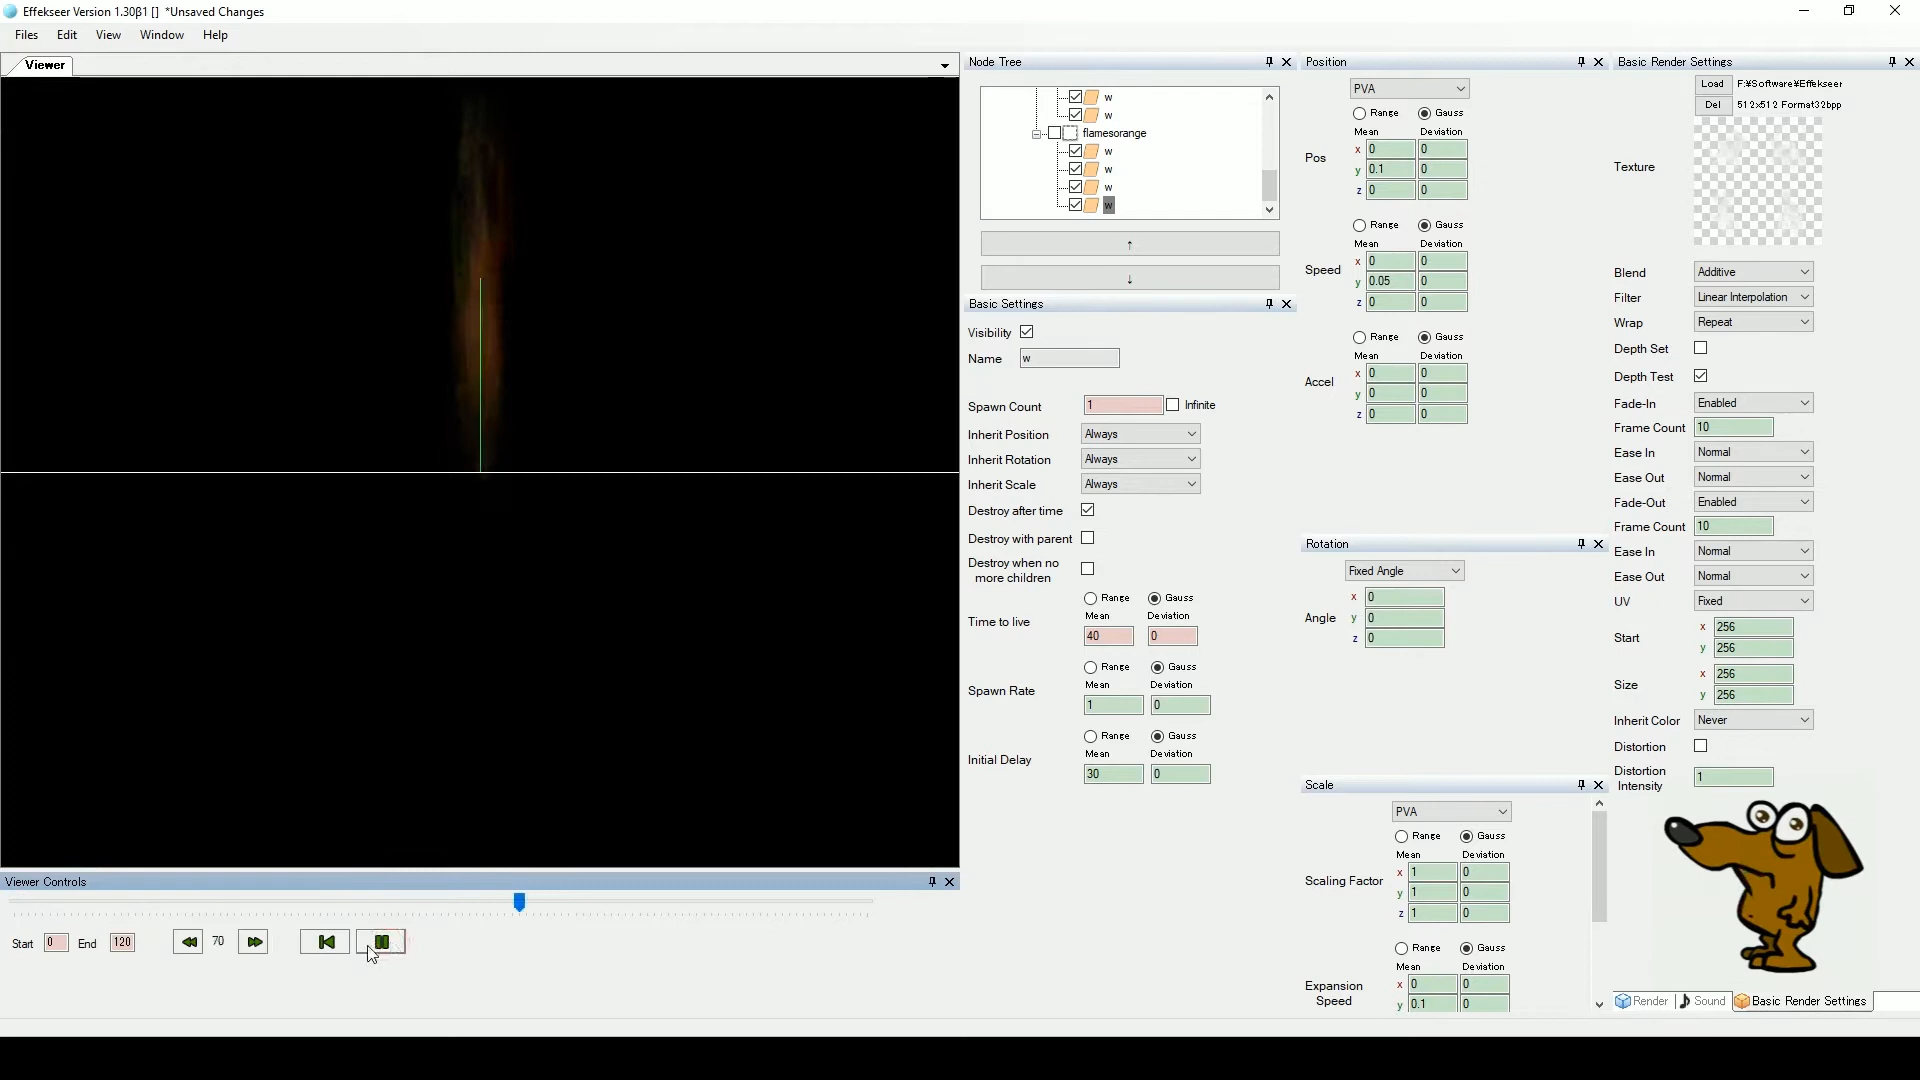 Effekseer Version 1.30β1 [] *Unsaved Changes
Files Edit View Window Help
Viewer
Viewer Controls
Start 0 End 120 70
Node Tree
w
w
flamesorange
w
w
w
w
↑
↓
Basic Settings
Visibility
Name w
Spawn Count 1 Infinite
Inherit Position Always
Inherit Rotation Always
Inherit Scale Always
Destroy after time
Destroy with parent
Destroy when no
more children
Range Gauss
Mean Deviation
Time to live
40 0
Range Gauss
Mean Deviation
Spawn Rate
1 0
Range Gauss
Mean Deviation
Initial Delay
30 0
Position
PVA
Range Gauss
Mean Deviation
Pos
x 0 0
y 0.1 0
z 0 0
Range Gauss
Mean Deviation
Speed
x 0 0
y 0.05 0
z 0 0
Range Gauss
Mean Deviation
Accel
x 0 0
y 0 0
z 0 0
Rotation
Fixed Angle
Angle
x 0
y 0
z 0
Scale
PVA
Range Gauss
Mean Deviation
Scaling Factor
x 1 0
y 1 0
z 1 0
Range Gauss
Mean Deviation
Expansion
Speed
x 0 0
y 0.1 0
Basic Render Settings
Load F:¥Software¥Effekseer
Del 512x512 Format32bpp
Texture
Blend Additive
Filter Linear Interpolation
Wrap Repeat
Depth Set
Depth Test
Fade-In Enabled
Frame Count 10
Ease In Normal
Ease Out Normal
Fade-Out Enabled
Frame Count 10
Ease In Normal
Ease Out Normal
UV Fixed
Start
x 256
y 256
Size
x 256
y 256
Inherit Color Never
Distortion
Distortion
Intensity
1
Render Sound Basic Render Settings